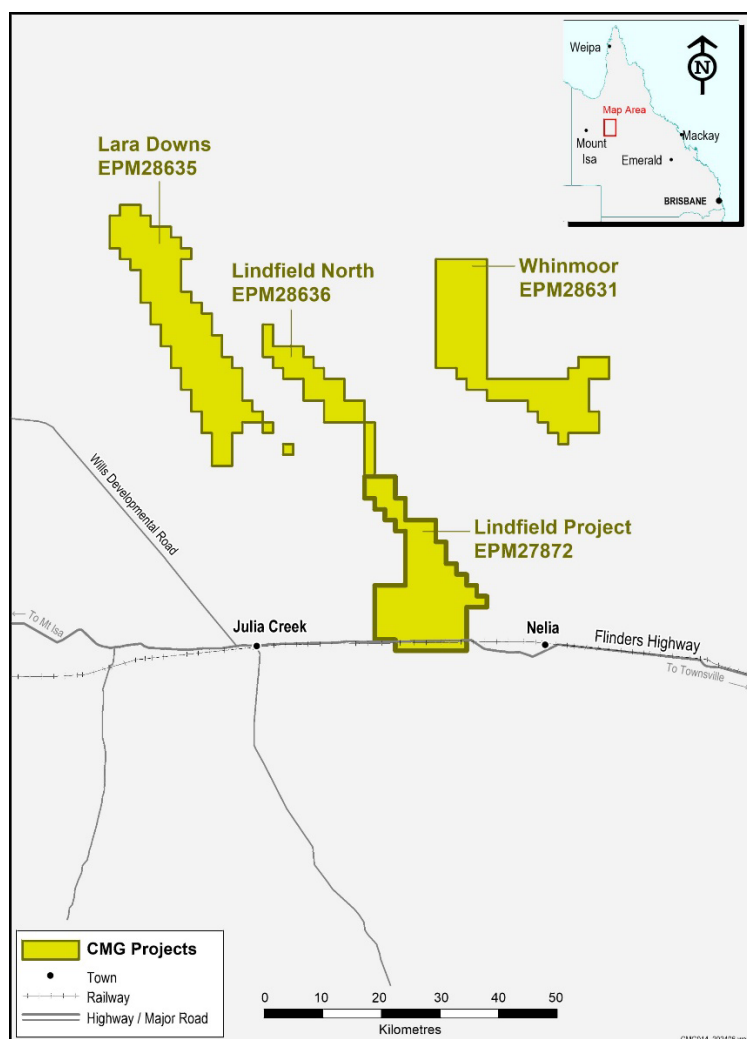 Weipa
N
Map Area
Mount
Isa
Mackay
Emerald
BRISBANE
Lara Downs
EPM28635
Lindfield North
EPM28636
Whinmoor
EPM28631
Wills Developmental Road
Lindfield Project
EPM27872
To Mt Isa
Julia Creek
Nelia
Flinders Highway
To Townsville
CMG Projects
Town
Railway
Highway / Major Road
0 10 20 30 40 50
Kilometres